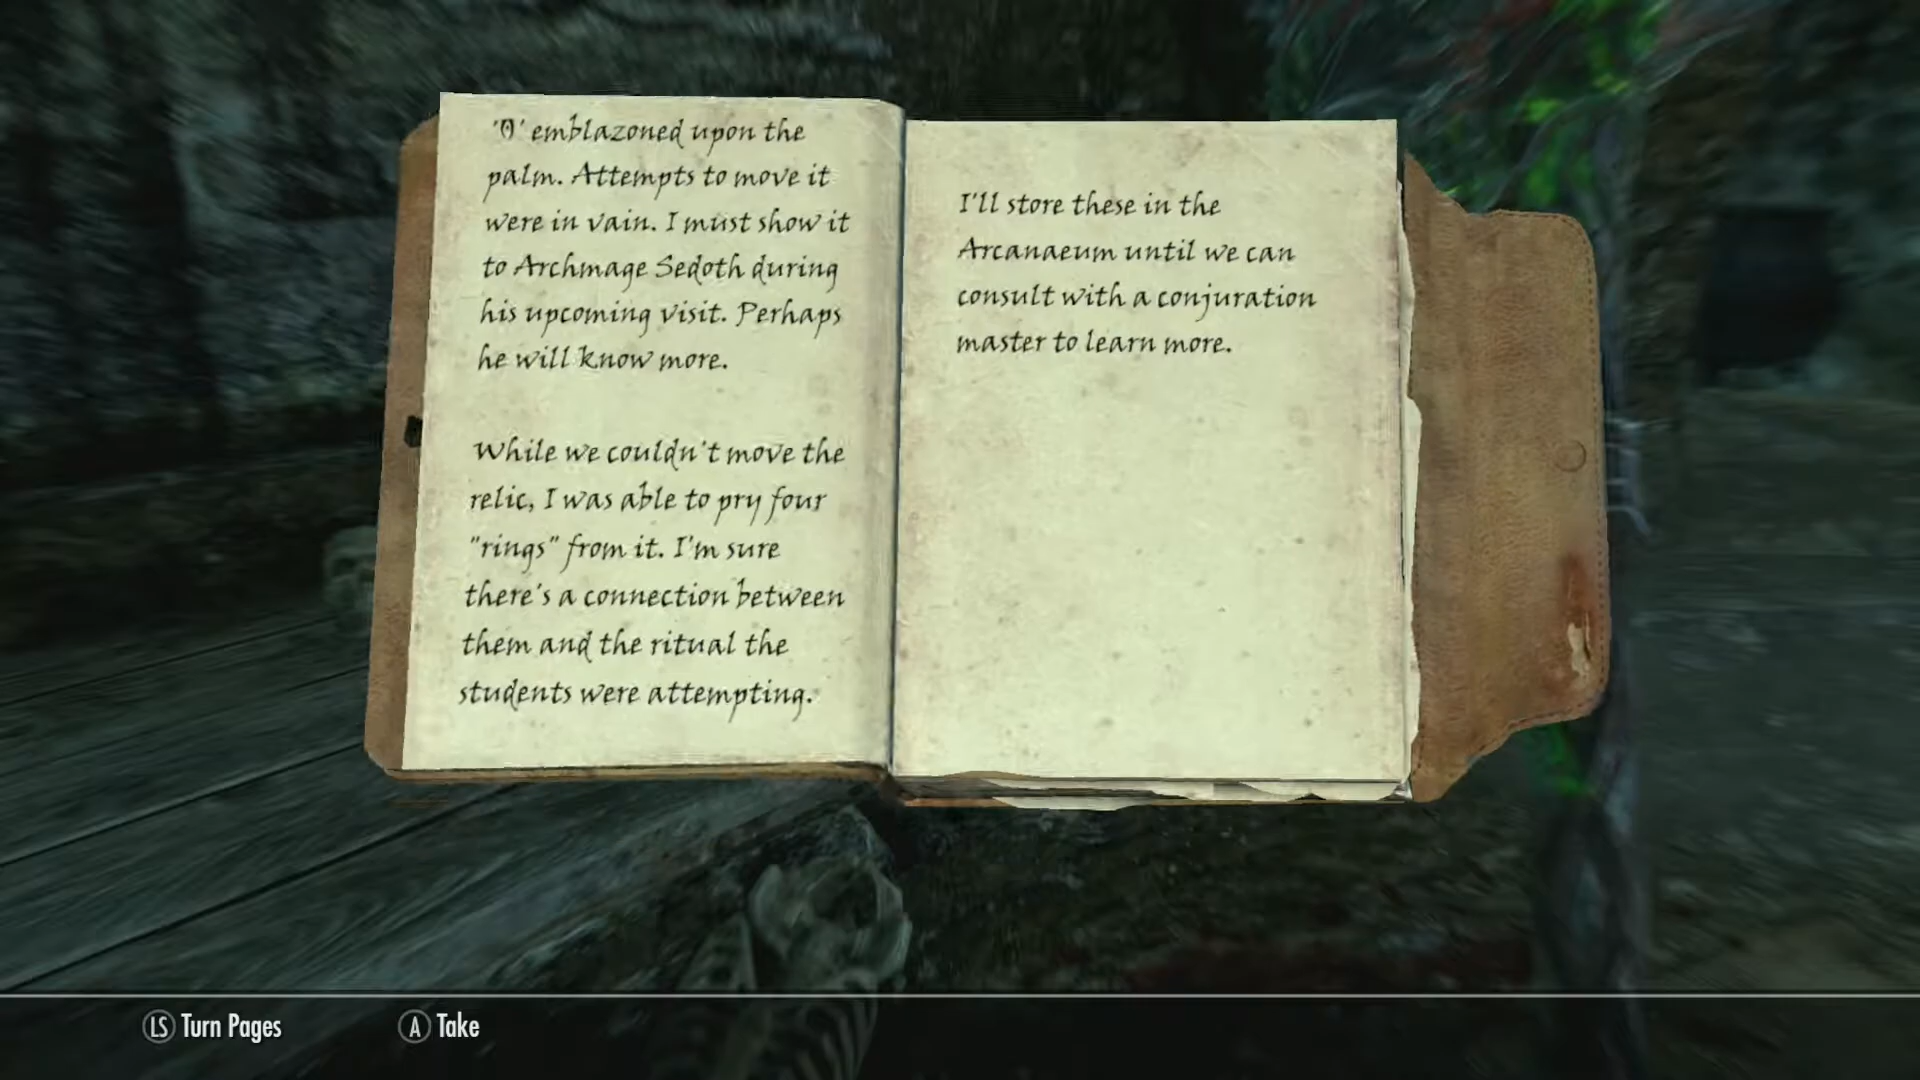 'O' emblazoned upon the
palm. Attempts to move it
were in vain. I must show it
to Archmage Sedoth during
his upcoming visit. Perhaps
he will know more.
While we couldn't move the
relic, I was able to pry four
"rings" from it. I'm sure
there's a connection between
them and the ritual the
students were attempting.
I'll store these in the
Arcanaeum until we can
consult with a conjuration
master to learn more.
LS Turn Pages
A Take